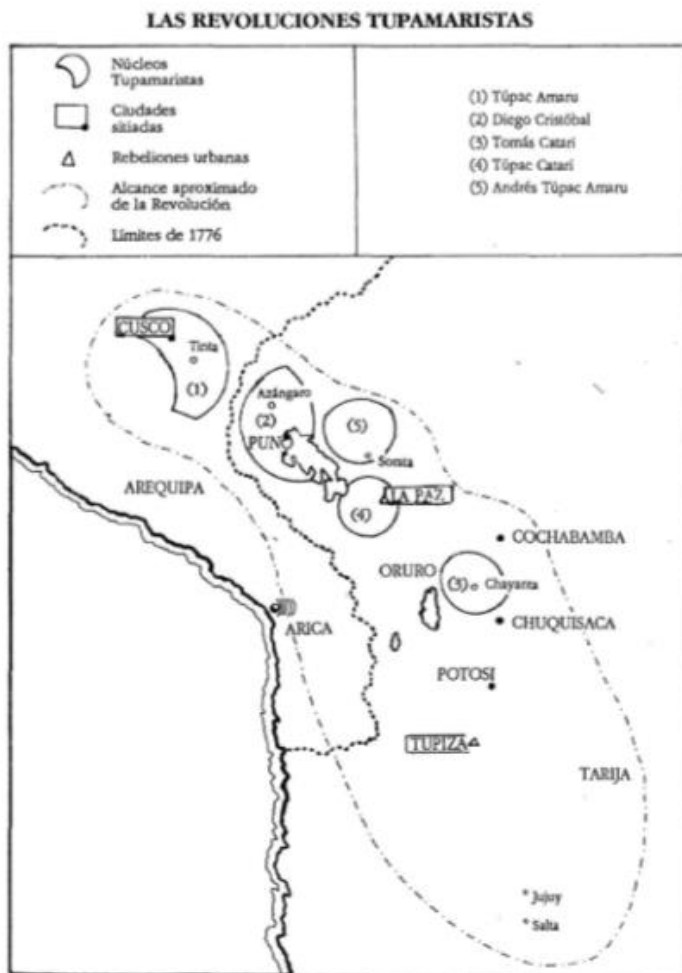 LAS REVOLUCIONES TUPAMARISTAS
Núcleos
Tupamaristas
Ciudades
sitiadas
Rebeliones urbanas
Alcance aproximado
de la Revolución
Límites de 1776
(1) Túpac Amaru
(2) Diego Cristóbal
(3) Tomás Catari
(4) Túpac Catari
(5) Andrés Túpac Amaru
CUSCO
Tinta
(1)
Azángaro
(2)
(5)
PUNO
Sorata
AREQUIPA
LA PAZ
(4)
COCHABAMBA
ORURO
(3)
Chayanta
ARICA
CHUQUISACA
POTOSI
TUPIZA
TARIJA
Jujuy
Salta